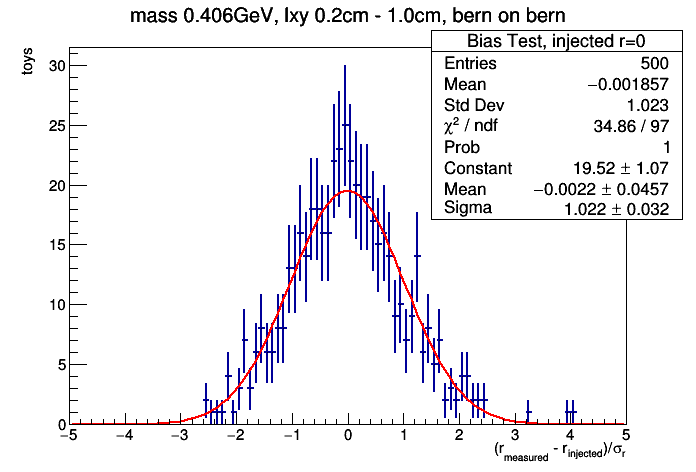 mass 0.406GeV, lxy 0.2cm - 1.0cm, bern on bern
toys
Bias Test, injected r=0
Entries 500
Mean −0.001857
Std Dev 1.023
χ² / ndf 34.86 / 97
Prob 1
Constant 19.52 ± 1.07
Mean −0.0022 ± 0.0457
Sigma 1.022 ± 0.032
30
25
20
15
10
5
0
−5 −4 −3 −2 −1 0 1 2 3 4 5
(r_measured - r_injected)/σ_r